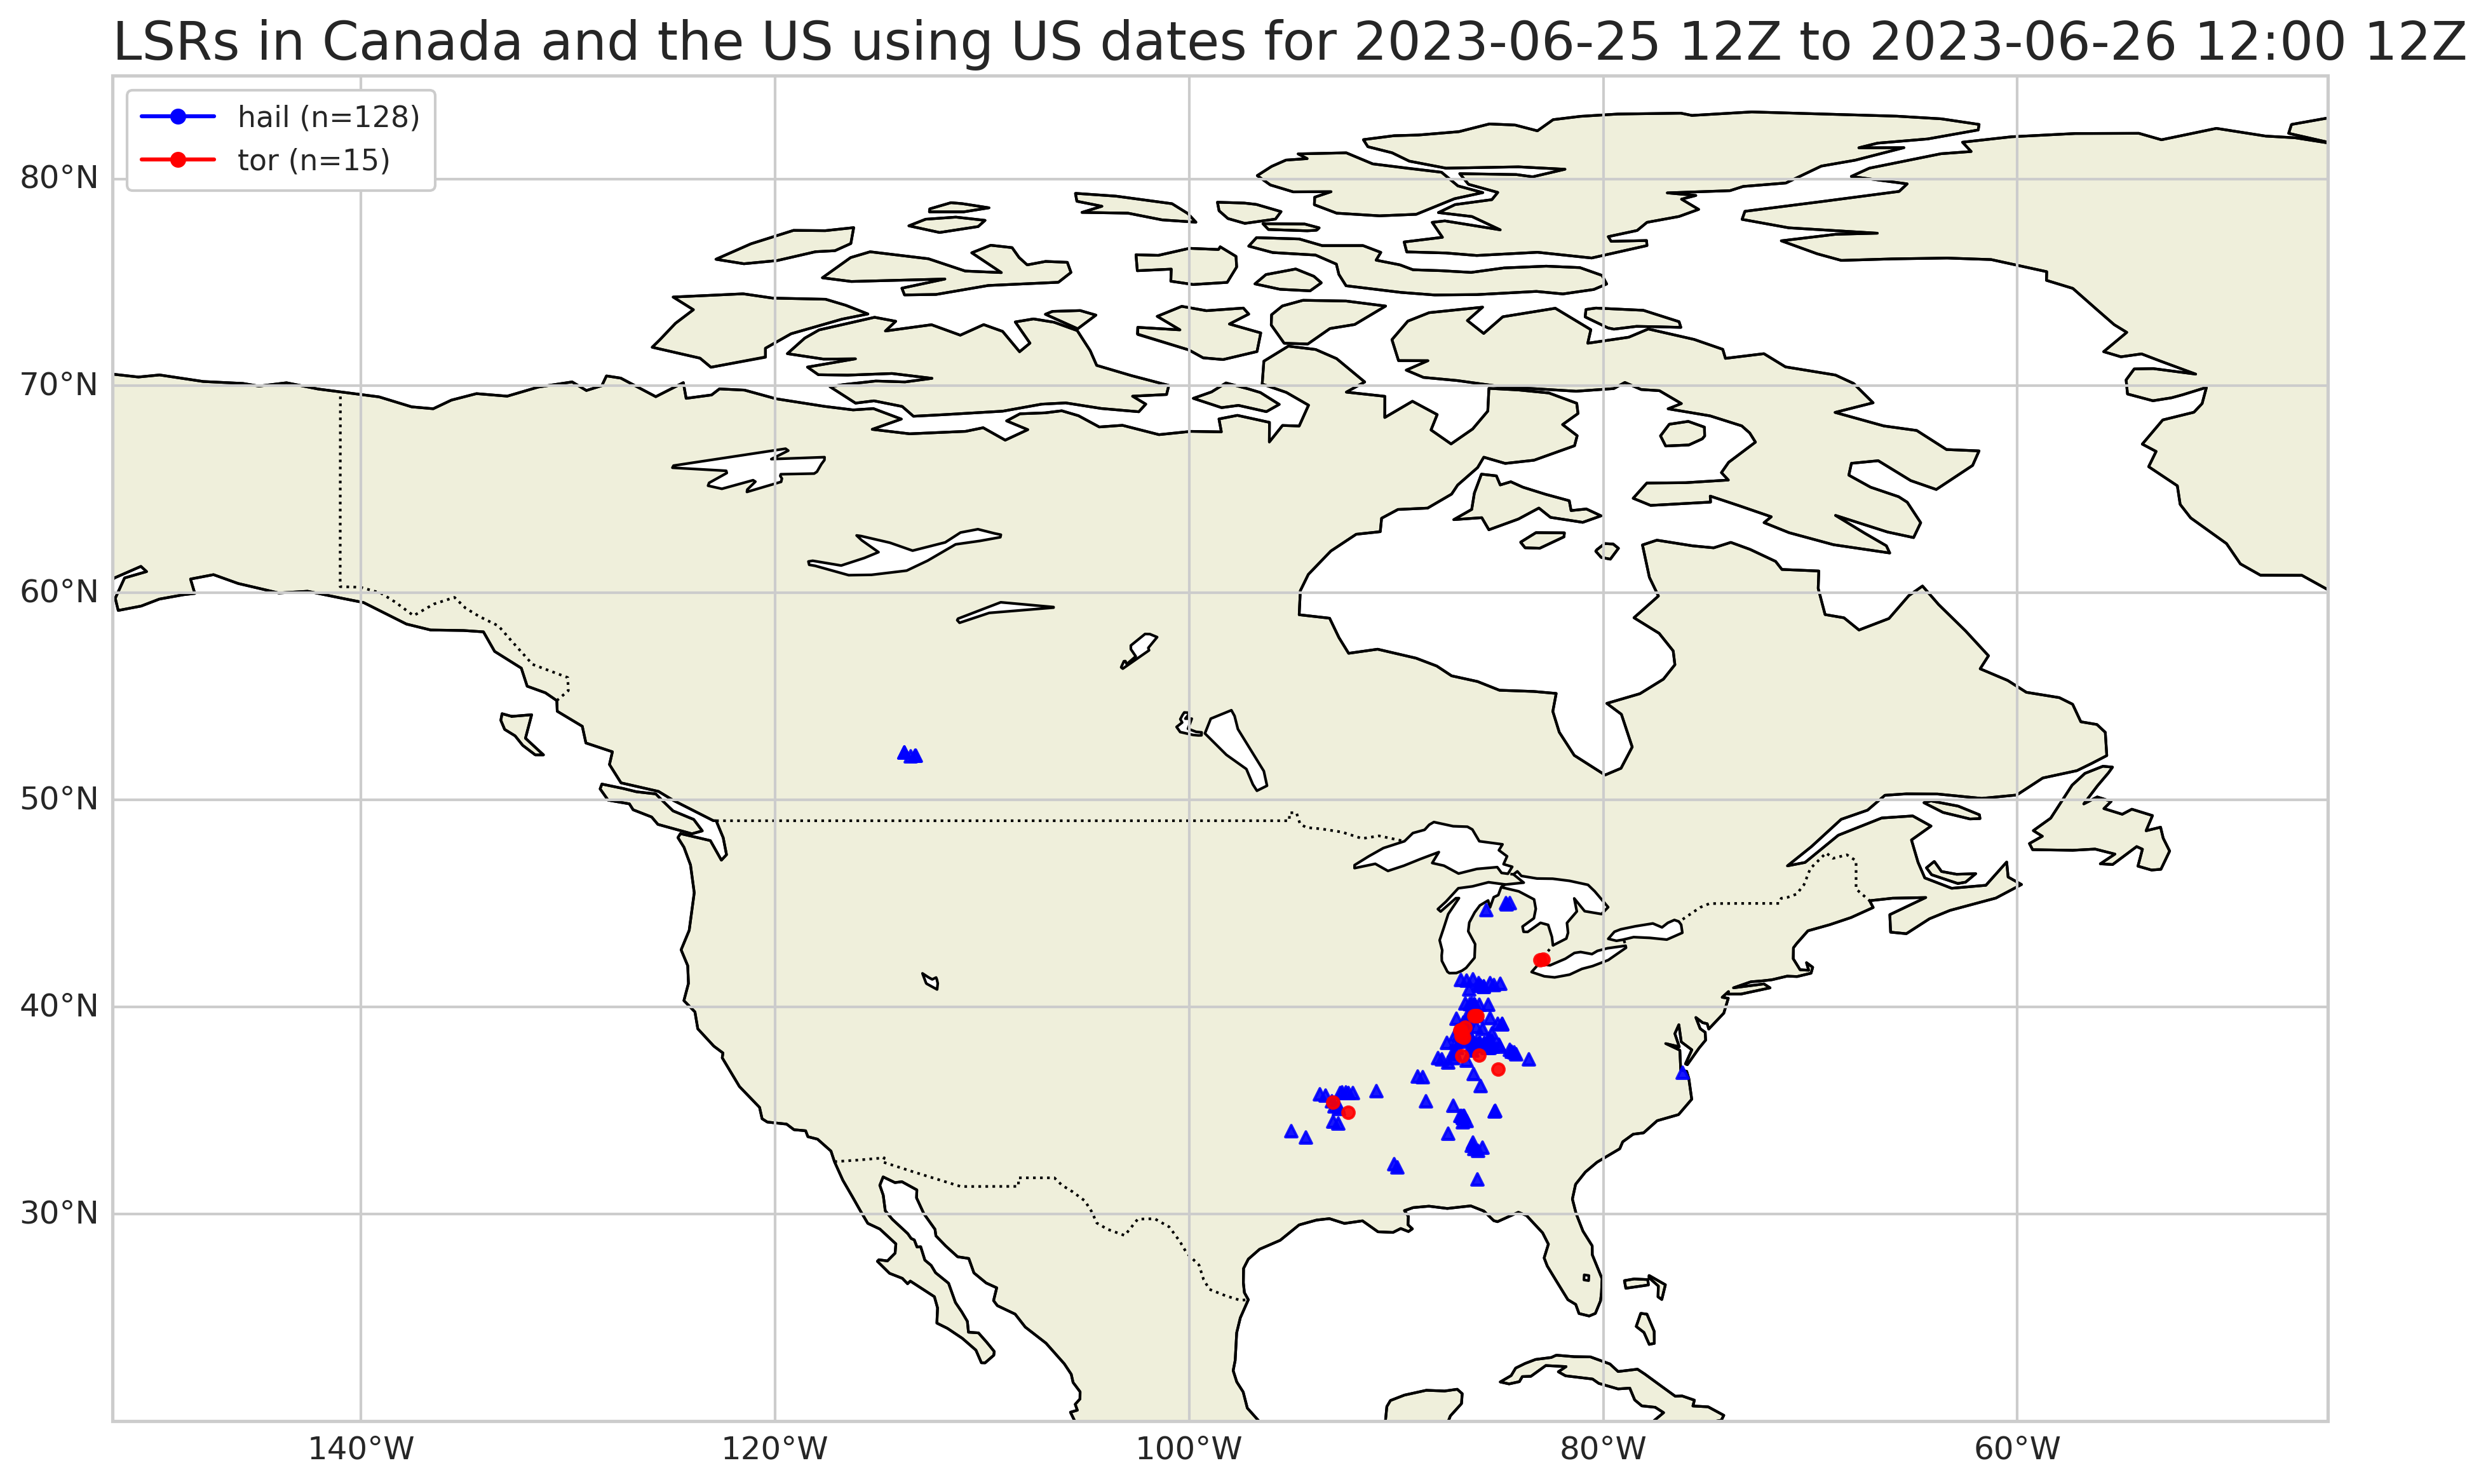 LSRs in Canada and the US using US dates for 2023-06-25 12Z to 2023-06-26 12:00 12Z
hail (n=128)
tor (n=15)
80°N
70°N
60°N
50°N
40°N
30°N
140°W
120°W
100°W
80°W
60°W